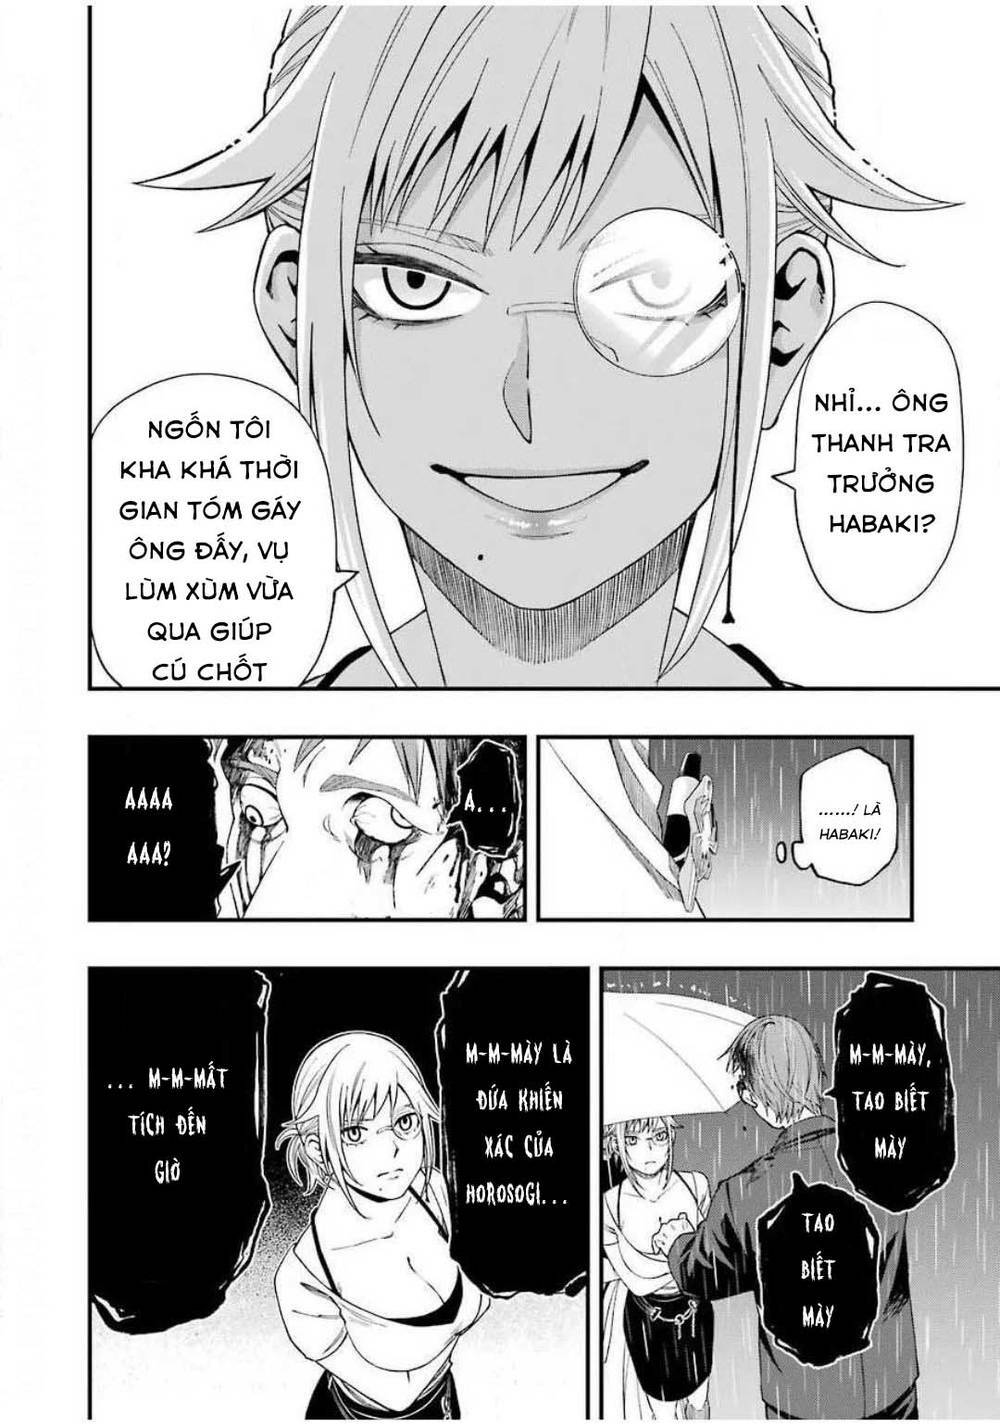 NHỈ... ÔNG
THANH TRA
TRƯỞNG
HABAKI?
NGỐN TÔI
KHA KHÁ THỜI
GIAN TÓM GÁY
ÔNG ĐẤY, VỤ
LÙM XÙM VỪA
QUA GIÚP
CÚ CHỐT
......! LÀ
HABAKI!
A...
AAAA
AAA?
M-M-MÀY,
TAO BIẾT
MÀY
TAO
BIẾT
MÀY
M-M-MÀY LÀ
ĐỨA KHIẾN
XÁC CỦA
HOROSOGI...
... M-M-MẤT
TÍCH ĐẾN
GIỜ